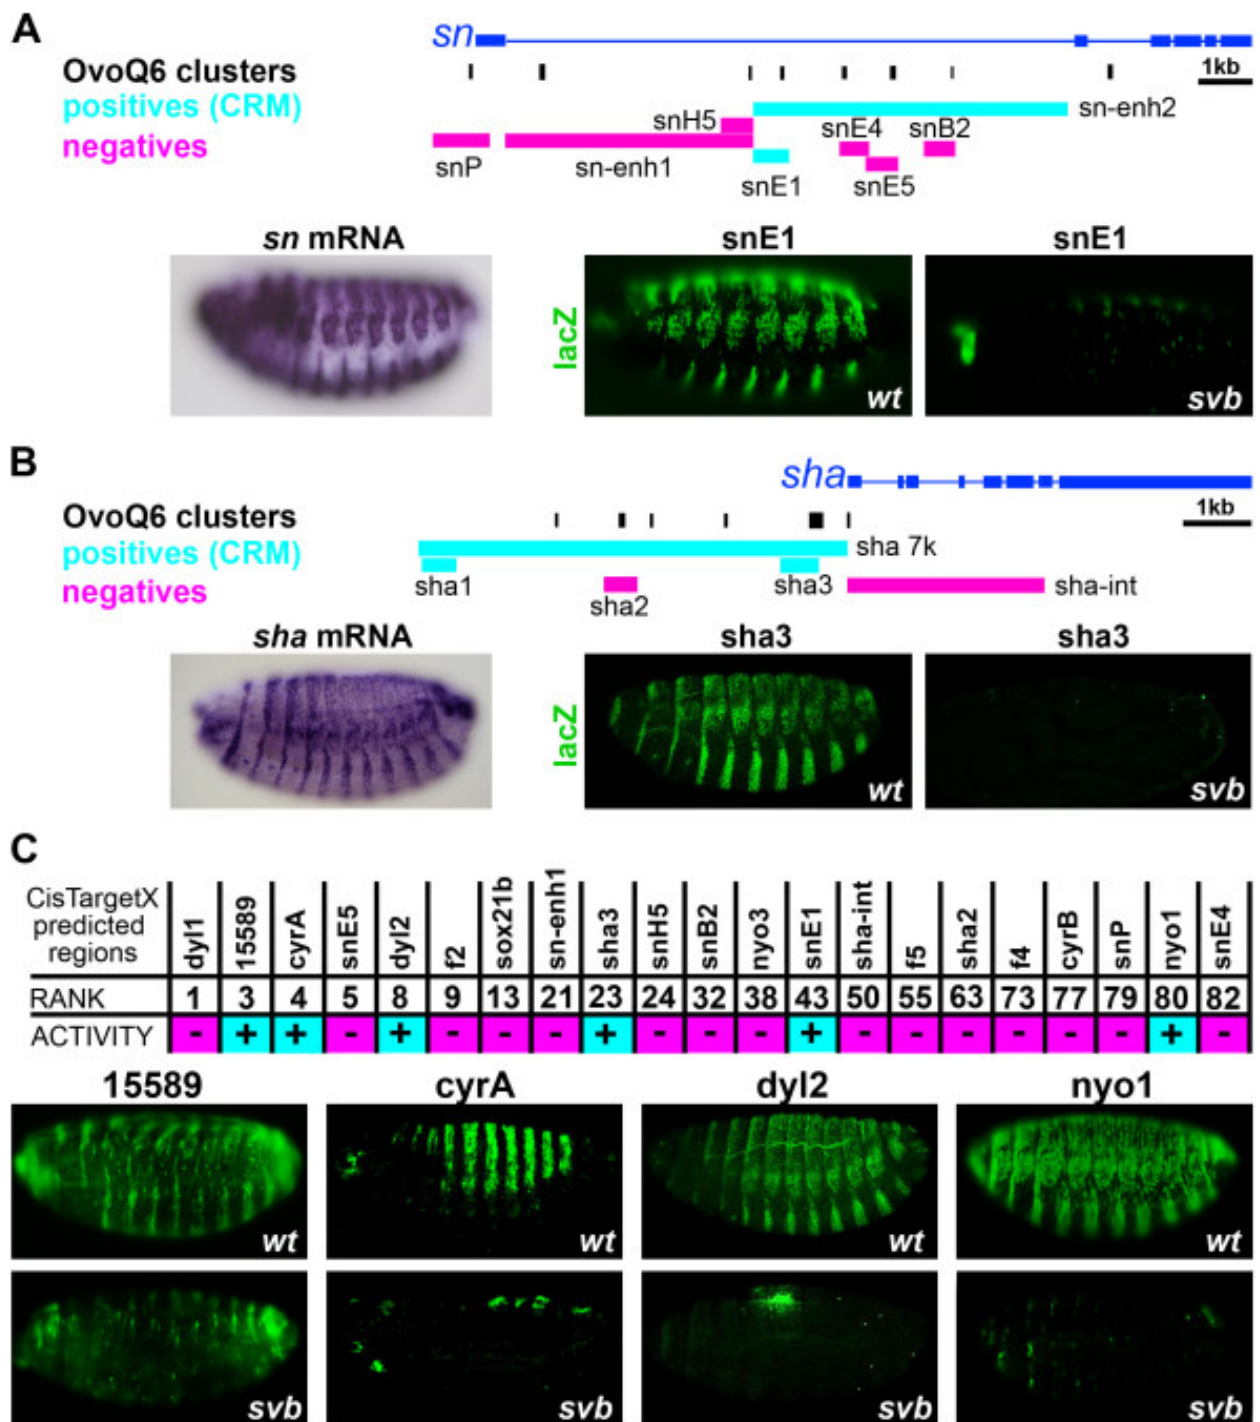 A
sn
OvoQ6 clusters
1kb
positives (CRM)
sn-enh2
snH5
snE4
snB2
negatives
snP
sn-enh1
snE1
snE5
sn mRNA
snE1
snE1
lacZ
wt
svb
B
sha
OvoQ6 clusters
1kb
positives (CRM)
sha 7k
sha1
sha3
negatives
sha-int
sha2
sha mRNA
sha3
sha3
lacZ
wt
svb
C
CisTargetX predicted regions
dyl1 15589 cyrA snE5 dyl2 f2 sox21b sn-enh1 sha3 snH5 snB2 nyo3 snE1 sha-int f5 sha2 f4 cyrB snP nyo1 snE4
RANK 1 3 4 5 8 9 13 21 23 24 32 38 43 50 55 63 73 77 79 80 82
ACTIVITY - + + - + - - - + - - - + - - - - - - + -
15589 cyrA dyl2 nyo1
wt wt wt wt
svb svb svb svb